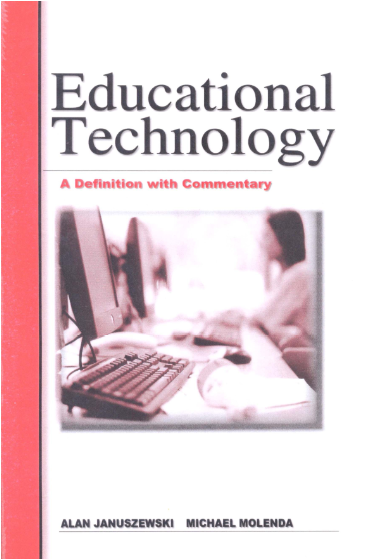 Educational
Technology
A Definition with Commentary
ALAN JANUSZEWSKI MICHAEL MOLENDA